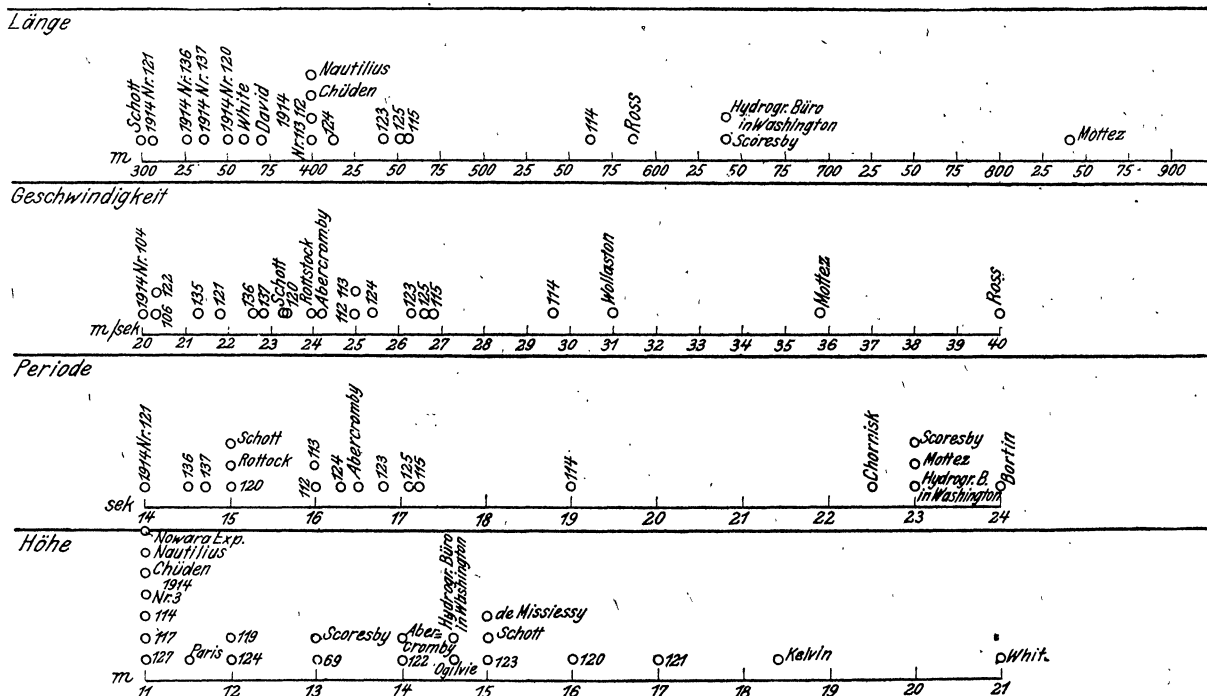 Länge
Schott
1914 Nr. 121
1914 Nr. 136
1914 Nr. 137
1914 Nr. 120
White
David
1914
Nr. 113 112
Nautilius
Chüden
124
123
125
115
114
Ross
Hydrogr. Büro
in Washington
Scoresby
Mottez
m
300 25 50 75 400 25 50 75 500 25 50 75 600 25 50 75 700 25 50 75 800 25 50 75 900
Geschwindigkeit
1914 Nr. 104
106 122
135
121
136
137
Schott
120
Rottstock
Abercromby
112 113
124
123
125
115
114
Wollaston
Mottez
Ross
m/sek
20 21 22 23 24 25 26 27 28 29 30 31 32 33 34 35 36 37 38 39 40
Periode
1914 Nr. 121
136
137
Schott
Rottock
120
112 113
124
Abercromby
123
125
115
114
Chornisk
Scoresby
Mottez
Hydrogr. B.
in Washington
Bortin
sek
14 15 16 17 18 19 20 21 22 23 24
Höhe
Nowara Exp.
Nautilius
Chüden
1914
Nr. 3
114
117
127
Paris
119
124
Scoresby
69
Aber=
cromby
122
Hydrogr. Büro
in Washington
Ogilvie
de Missiessy
Schott
123
120
121
Kelvin
Whit.
m
11 12 13 14 15 16 17 18 19 20 21